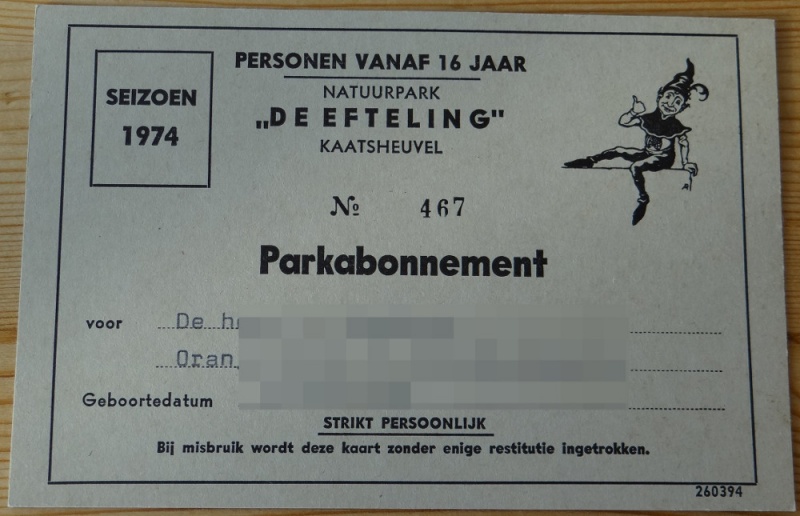 PERSONEN VANAF 16 JAAR
SEIZOEN
1974
NATUURPARK
„DE EFTELING"
KAATSHEUVEL
№ 467
Parkabonnement
voor De h
Oran
Geboortedatum
STRIKT PERSOONLIJK
Bij misbruik wordt deze kaart zonder enige restitutie ingetrokken.
260394